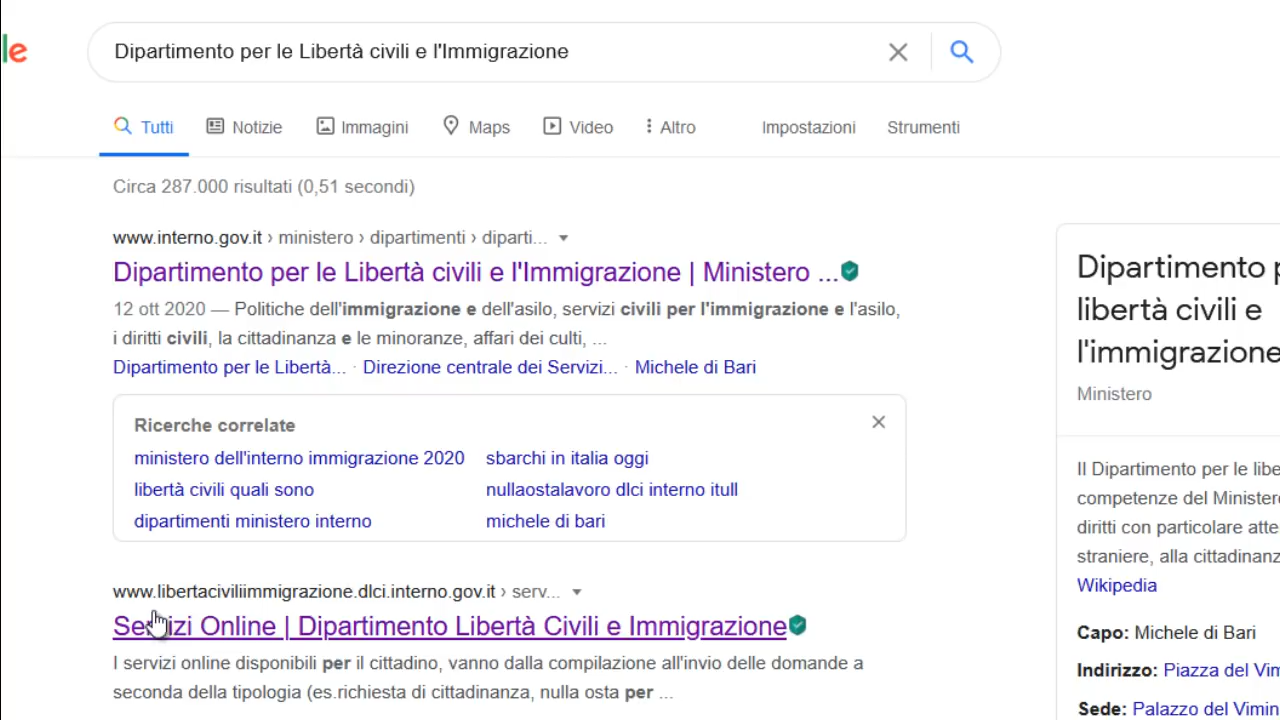 le
Dipartimento per le Libertà civili e l'Immigrazione
Tutti Notizie Immagini Maps Video Altro Impostazioni Strumenti
Circa 287.000 risultati (0,51 secondi)
www.interno.gov.it › ministero › dipartimenti › diparti...
Dipartimento per le Libertà civili e l'Immigrazione | Ministero ...
12 ott 2020 — Politiche dell'immigrazione e dell'asilo, servizi civili per l'immigrazione e l'asilo,
i diritti civili, la cittadinanza e le minoranze, affari dei culti, ...
Dipartimento per le Libertà... · Direzione centrale dei Servizi... · Michele di Bari
Ricerche correlate
ministero dell'interno immigrazione 2020 sbarchi in italia oggi
libertà civili quali sono nullaostalavoro dlci interno itull
dipartimenti ministero interno michele di bari
www.libertaciviliimmigrazione.dlci.interno.gov.it › serv...
Servizi Online | Dipartimento Libertà Civili e Immigrazione
I servizi online disponibili per il cittadino, vanno dalla compilazione all'invio delle domande a
seconda della tipologia (es.richiesta di cittadinanza, nulla osta per ...
Dipartimento p
libertà civili e
l'immigrazione
Ministero
Il Dipartimento per le libe
competenze del Ministero
diritti con particolare atte
straniere, alla cittadinanz
Wikipedia
Capo: Michele di Bari
Indirizzo: Piazza del Vim
Sede: Palazzo del Vimin